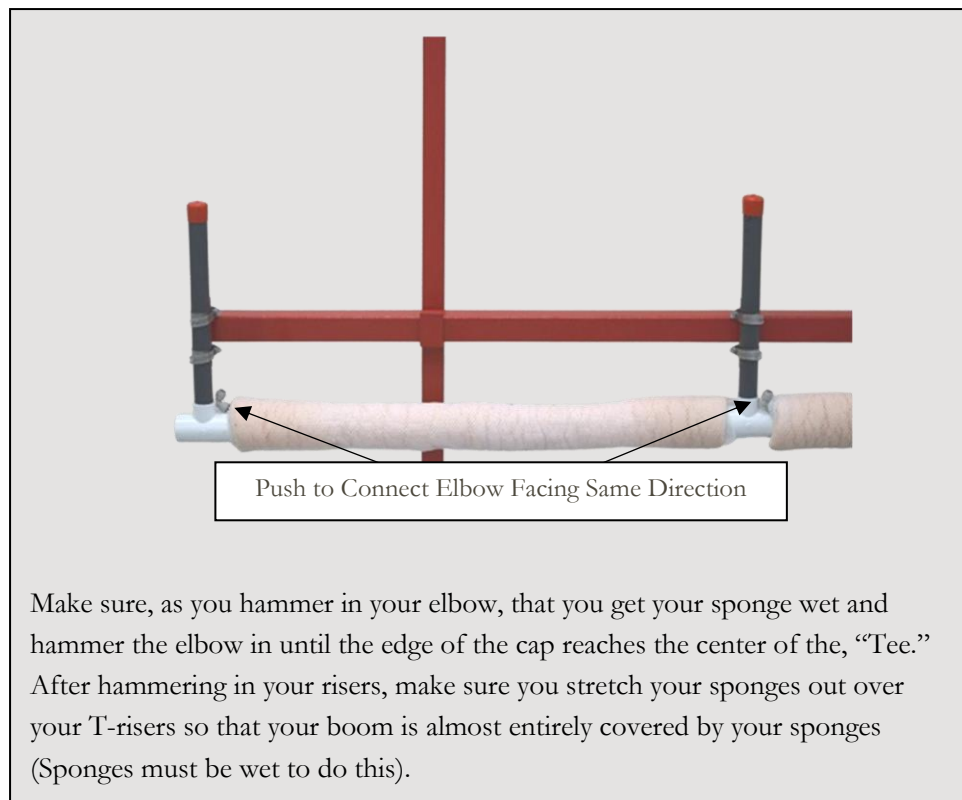 Push to Connect Elbow Facing Same Direction
Make sure, as you hammer in your elbow, that you get your sponge wet and
hammer the elbow in until the edge of the cap reaches the center of the, “Tee.”
After hammering in your risers, make sure you stretch your sponges out over
your T-risers so that your boom is almost entirely covered by your sponges
(Sponges must be wet to do this).